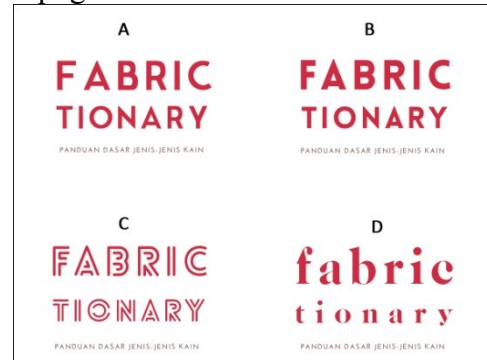 A
FABRIC
TIONARY
PANDUAN DASAR JENIS-JENIS KAIN
B
FABRIC
TIONARY
PANDUAN DASAR JENIS-JENIS KAIN
C
FABRIC
TIONARY
PANDUAN DASAR JENIS-JENIS KAIN
D
fabric
tionary
PANDUAN DASAR JENIS-JENIS KAIN